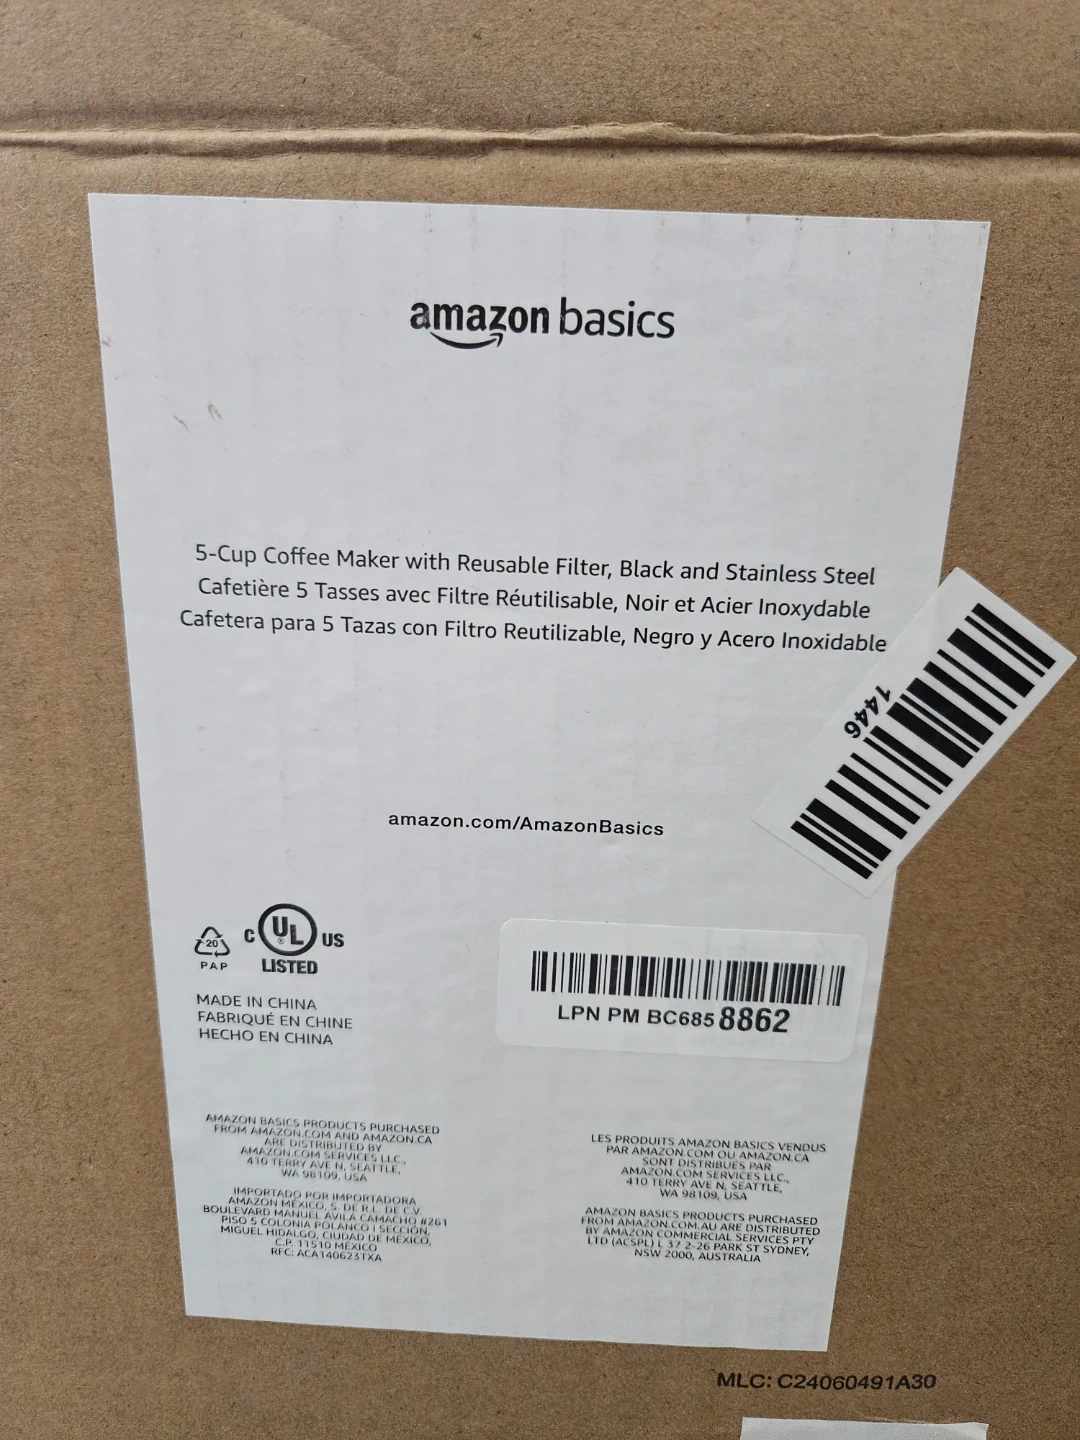 amazon basics
5-Cup Coffee Maker with Reusable Filter, Black and Stainless Steel
Cafetière 5 Tasses avec Filtre Réutilisable, Noir et Acier Inoxydable
Cafetera para 5 Tazas con Filtro Reutilizable, Negro y Acero Inoxidable
1446
amazon.com/AmazonBasics
20
PAP
C UL ® US
LISTED
MADE IN CHINA
FABRIQUÉ EN CHINE
HECHO EN CHINA
LPN PM BC685 8862
AMAZON BASICS PRODUCTS PURCHASED
FROM AMAZON.COM AND AMAZON.CA
ARE DISTRIBUTED BY
AMAZON.COM SERVICES LLC.,
410 TERRY AVE N, SEATTLE,
WA 98109, USA
IMPORTADO POR IMPORTADORA
AMAZON MÉXICO, S. DE R.L. DE C.V.
BOULEVARD MANUEL ÁVILA CAMACHO #261
PISO 5 COLONIA POLANCO I SECCIÓN,
MIGUEL HIDALGO, CIUDAD DE MÉXICO,
C.P. 11510 MÉXICO
RFC: ACA140623TXA
LES PRODUITS AMAZON BASICS VENDUS
PAR AMAZON.COM OU AMAZON.CA
SONT DISTRIBUÉS PAR
AMAZON.COM SERVICES LLC.,
410 TERRY AVE N, SEATTLE,
WA 98109, USA
AMAZON BASICS PRODUCTS PURCHASED
FROM AMAZON.COM.AU ARE DISTRIBUTED
BY AMAZON COMMERCIAL SERVICES PTY
LTD (ACSPL) L 37 2-26 PARK ST SYDNEY,
NSW 2000, AUSTRALIA
MLC: C24060491A30